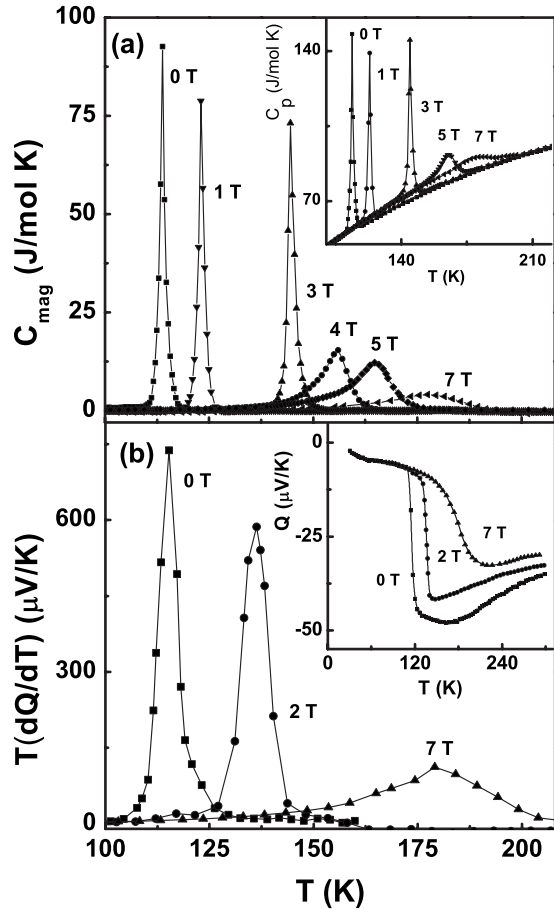 (a)
100
75
50
25
0
C_mag (J/mol K)
0 T
1 T
3 T
4 T
5 T
7 T
140
70
C_p (J/mol K)
0 T
1 T
3 T
5 T
7 T
140
210
T (K)
(b)
600
300
0
T(dQ/dT) (μV/K)
0 T
2 T
7 T
0
-25
-50
Q (μV/K)
7 T
2 T
0 T
120
240
T (K)
100
125
150
175
200
T (K)